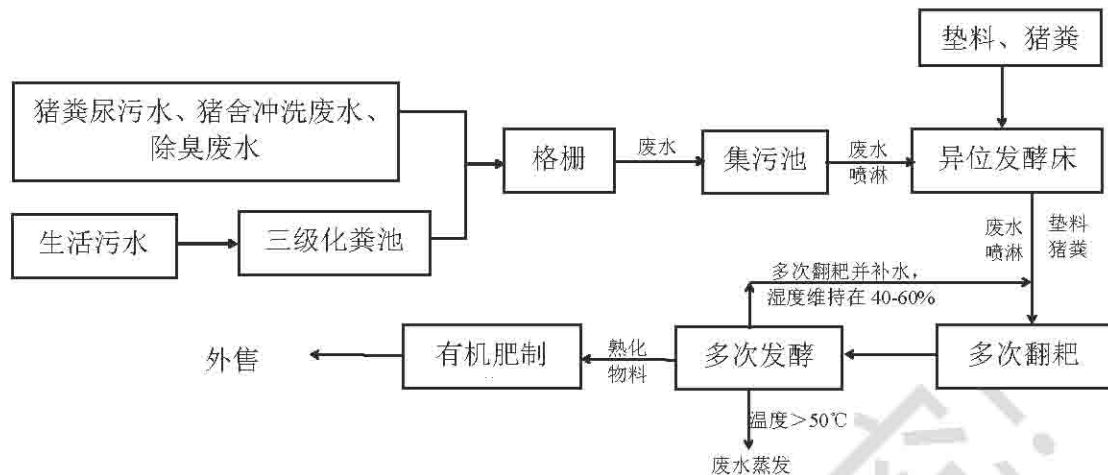 垫料、猪粪
猪粪尿污水、猪舍冲洗废水、
除臭废水
格栅
废水
集污池
废水
喷淋
异位发酵床
生活污水
三级化粪池
废水
喷淋
垫料
猪粪
多次翻耙并补水，
湿度维持在 40-60%
外售
有机肥制
熟化
物料
多次发酵
多次翻耙
温度＞50℃
废水蒸发